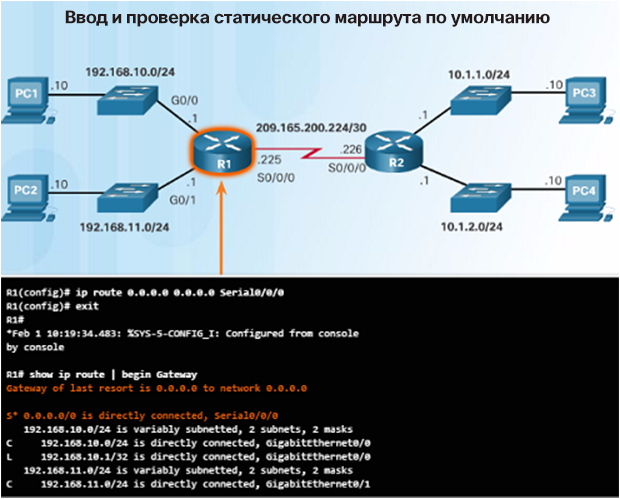 Ввод и проверка статического маршрута по умолчанию
192.168.10.0/24
10.1.1.0/24
PC1
.10
.10
PC3
G0/0
.1
.1
209.165.200.224/30
R1
.225
.226
R2
S0/0/0
S0/0/0
PC2
.10
.1
.1
.10
PC4
G0/1
192.168.11.0/24
10.1.2.0/24
R1(config)# ip route 0.0.0.0 0.0.0.0 Serial0/0/0
R1(config)# exit
R1#
*Feb 1 10:19:34.483: %SYS-5-CONFIG_I: Configured from console
by console
R1# show ip route | begin Gateway
Gateway of last resort is 0.0.0.0 to network 0.0.0.0
S* 0.0.0.0/0 is directly connected, Serial0/0/0
192.168.10.0/24 is variably subnetted, 2 subnets, 2 masks
C 192.168.10.0/24 is directly connected, GigabitEthernet0/0
L 192.168.10.1/32 is directly connected, GigabitEthernet0/0
192.168.11.0/24 is variably subnetted, 2 subnets, 2 masks
C 192.168.11.0/24 is directly connected, GigabitEthernet0/1